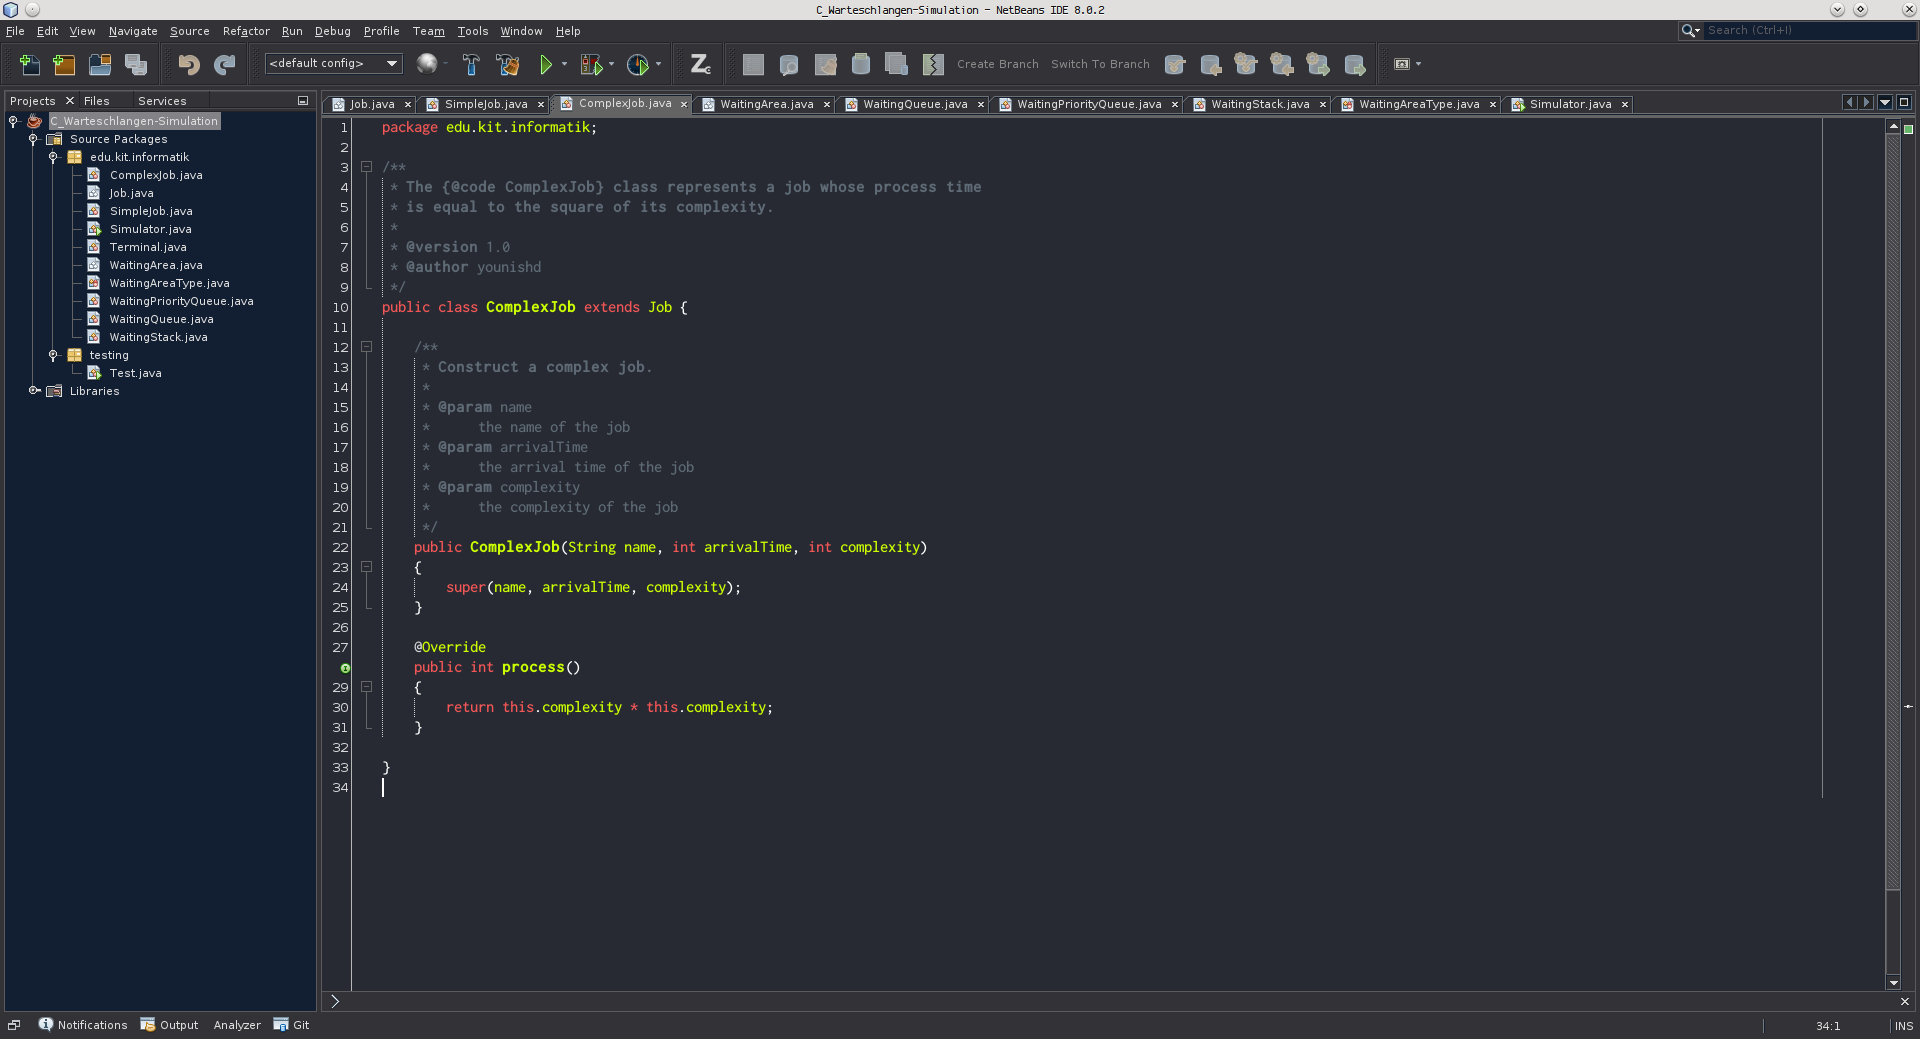 C_Warteschlangen-Simulation - NetBeans IDE 8.0.2
File Edit View Navigate Source Refactor Run Debug Profile Team Tools Window Help
Search (Ctrl+I)
<default config>
Create Branch Switch To Branch
Projects Files Services
C_Warteschlangen-Simulation
Source Packages
edu.kit.informatik
ComplexJob.java
Job.java
SimpleJob.java
Simulator.java
Terminal.java
WaitingArea.java
WaitingAreaType.java
WaitingPriorityQueue.java
WaitingQueue.java
WaitingStack.java
testing
Test.java
Libraries
Job.java SimpleJob.java ComplexJob.java WaitingArea.java WaitingQueue.java WaitingPriorityQueue.java WaitingStack.java WaitingAreaType.java Simulator.java
1 package edu.kit.informatik;
2
3 /**
4 * The {@code ComplexJob} class represents a job whose process time
5 * is equal to the square of its complexity.
6 *
7 * @version 1.0
8 * @author younishd
9 */
10 public class ComplexJob extends Job {
11
12 /**
13 * Construct a complex job.
14 *
15 * @param name
16 * the name of the job
17 * @param arrivalTime
18 * the arrival time of the job
19 * @param complexity
20 * the complexity of the job
21 */
22 public ComplexJob(String name, int arrivalTime, int complexity)
23 {
24 super(name, arrivalTime, complexity);
25 }
26
27 @Override
public int process()
29 {
30 return this.complexity * this.complexity;
31 }
32
33 }
34
Notifications Output Analyzer Git
34:1 INS